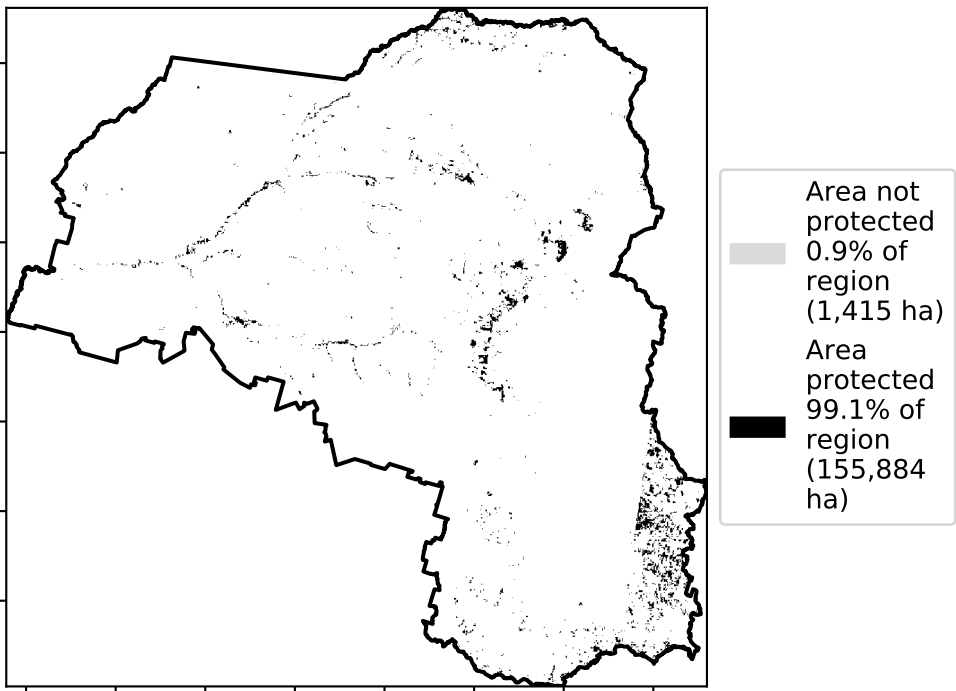 Area not
protected
0.9% of
region
(1,415 ha)
Area
protected
99.1% of
region
(155,884
ha)